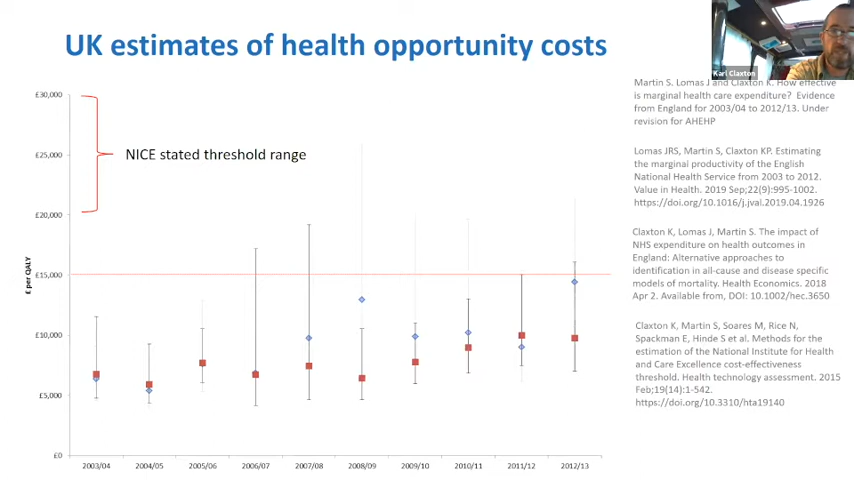 UK estimates of health opportunity costs
Karl Claxton
£30,000
£25,000
£20,000
£15,000
£10,000
£5,000
£0
£ per QALY
NICE stated threshold range
2003/04 2004/05 2005/06 2006/07 2007/08 2008/09 2009/10 2010/11 2011/12 2012/13
Martin S. Lomas J and Claxton K. How effective
is marginal health care expenditure? Evidence
from England for 2003/04 to 2012/13. Under
revision for AHEHP
Lomas JRS, Martin S, Claxton KP. Estimating
the marginal productivity of the English
National Health Service from 2003 to 2012.
Value in Health. 2019 Sep;22(9):995-1002.
https://doi.org/10.1016/j.jval.2019.04.1926
Claxton K, Lomas J, Martin S. The impact of
NHS expenditure on health outcomes in
England: Alternative approaches to
identification in all-cause and disease specific
models of mortality. Health Economics. 2018
Apr 2. Available from, DOI: 10.1002/hec.3650
Claxton K, Martin S, Soares M, Rice N,
Spackman E, Hinde S et al. Methods for the
estimation of the National Institute for Health
and Care Excellence cost-effectiveness
threshold. Health technology assessment. 2015
Feb;19(14):1-542.
https://doi.org/10.3310/hta19140